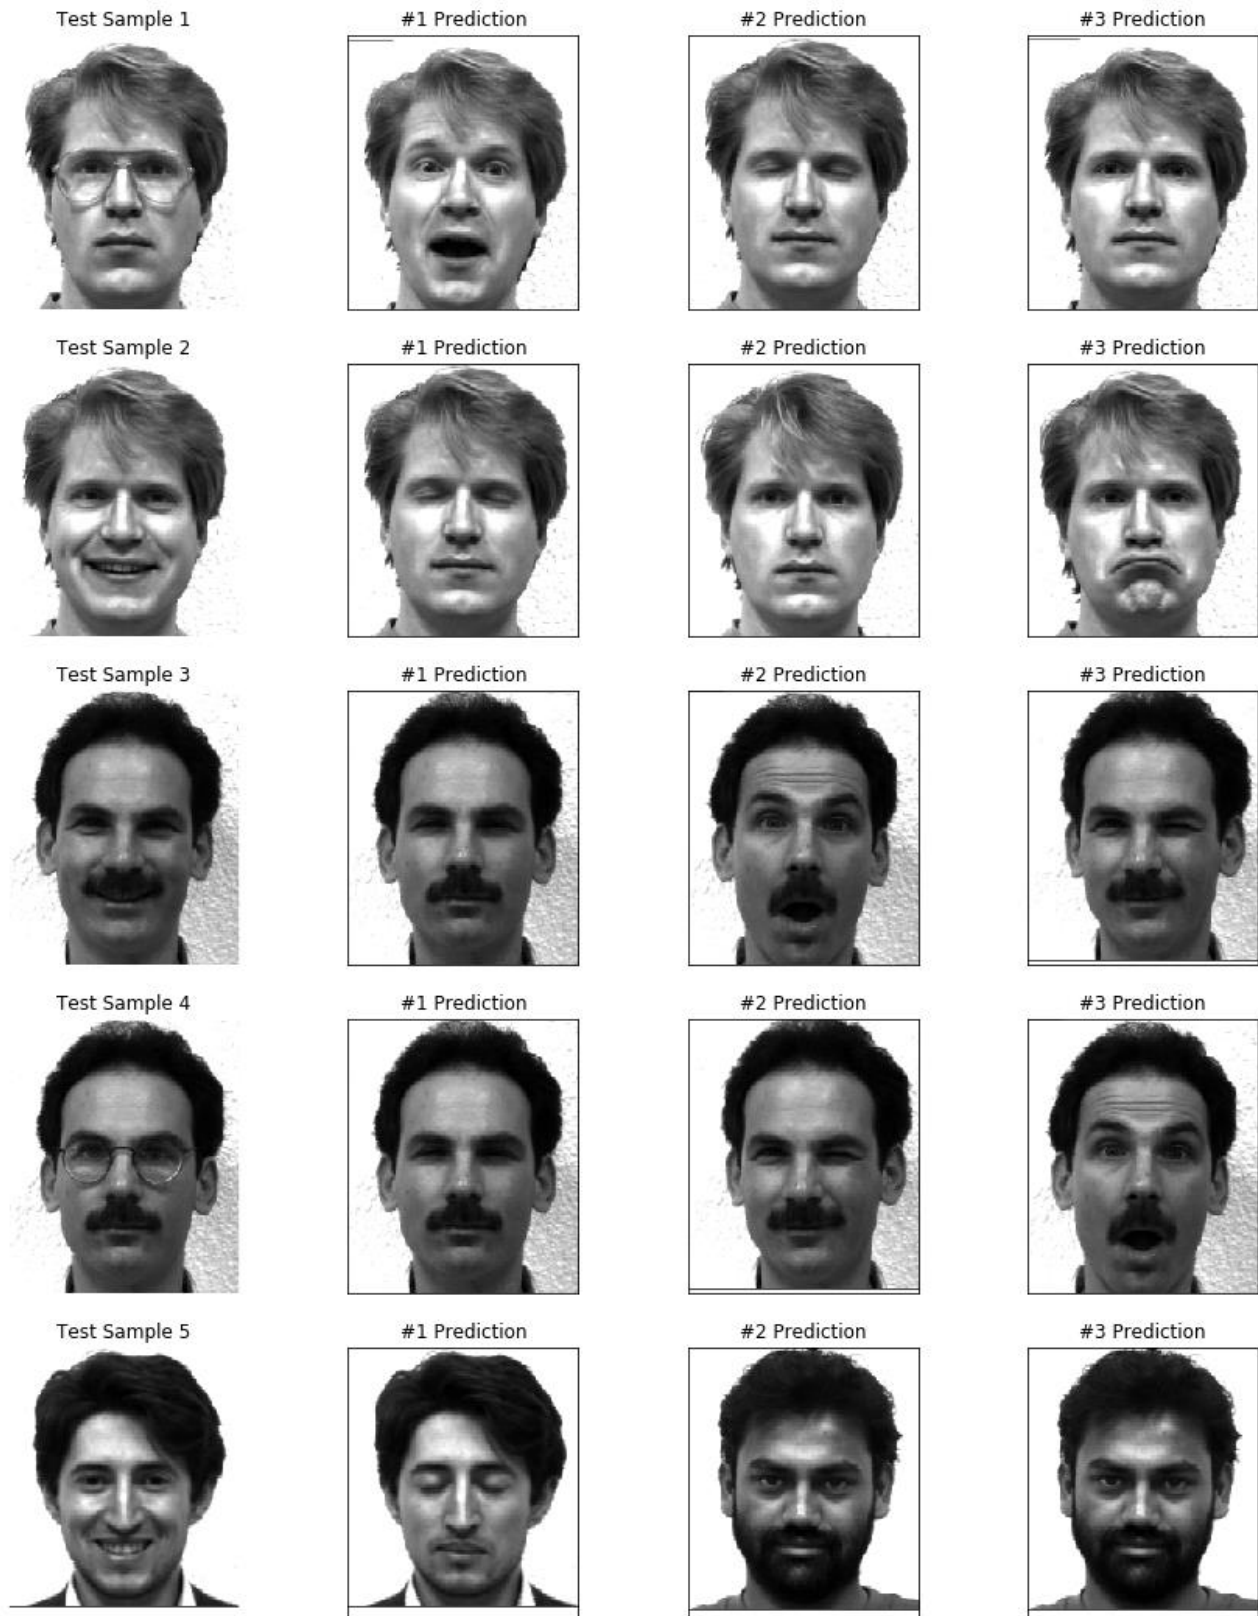 Test Sample 1 #1 Prediction #2 Prediction #3 Prediction
Test Sample 2 #1 Prediction #2 Prediction #3 Prediction
Test Sample 3 #1 Prediction #2 Prediction #3 Prediction
Test Sample 4 #1 Prediction #2 Prediction #3 Prediction
Test Sample 5 #1 Prediction #2 Prediction #3 Prediction